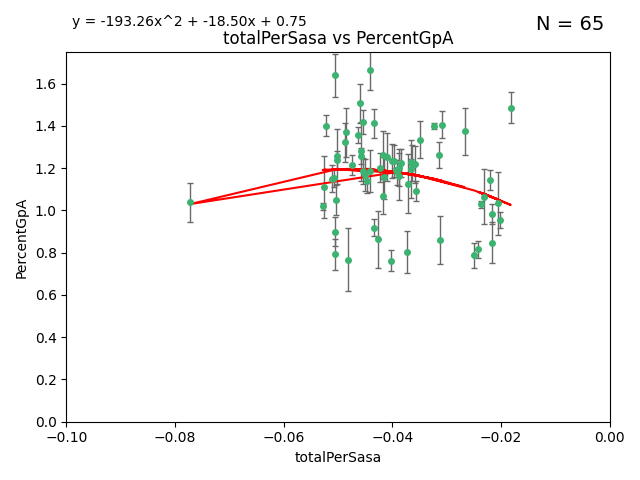 y = -193.26x^2 + -18.50x + 0.75
N = 65
totalPerSasa vs PercentGpA
PercentGpA
1.6
1.4
1.2
1.0
0.8
0.6
0.4
0.2
0.0
−0.10 −0.08 −0.06 −0.04 −0.02 0.00
totalPerSasa